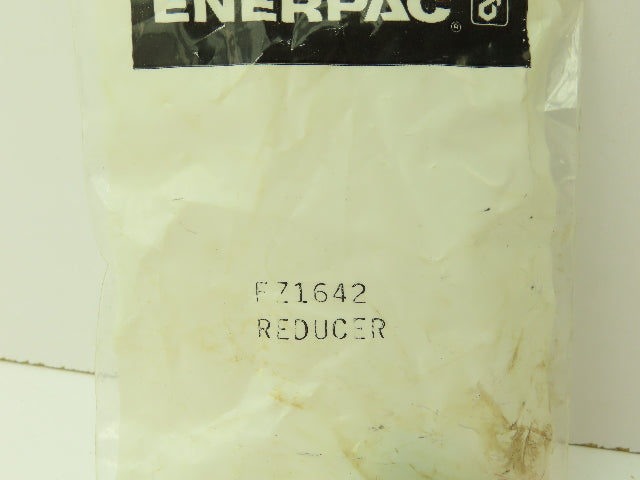 ENERPAC ®
FZ1642
REDUCER